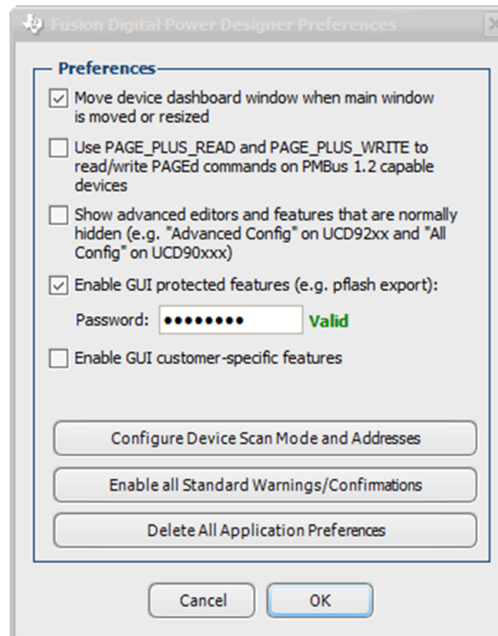 Fusion Digital Power Designer Preferences
Preferences
Move device dashboard window when main window
is moved or resized
Use PAGE_PLUS_READ and PAGE_PLUS_WRITE to
read/write PAGEd commands on PMBus 1.2 capable
devices
Show advanced editors and features that are normally
hidden (e.g. "Advanced Config" on UCD92xx and "All
Config" on UCD90xxx)
Enable GUI protected features (e.g. pflash export):
Password: ●●●●●●●● Valid
Enable GUI customer-specific features
Configure Device Scan Mode and Addresses
Enable all Standard Warnings/Confirmations
Delete All Application Preferences
Cancel OK